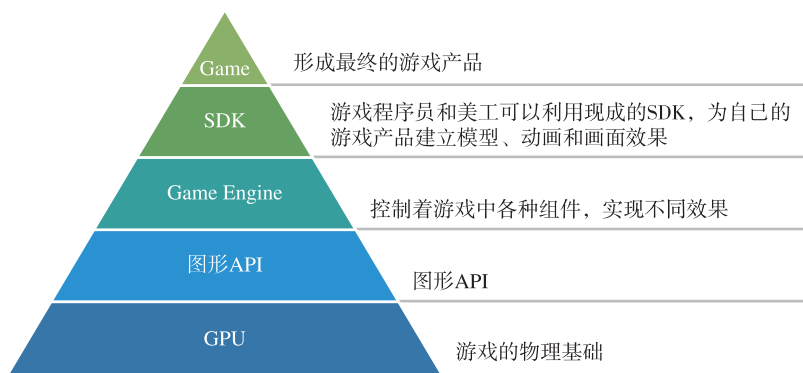 Game
形成最终的游戏产品
SDK
游戏程序员和美工可以利用现成的SDK，为自己的
游戏产品建立模型、动画和画面效果
Game Engine
控制着游戏中各种组件，实现不同效果
图形API
图形API
GPU
游戏的物理基础